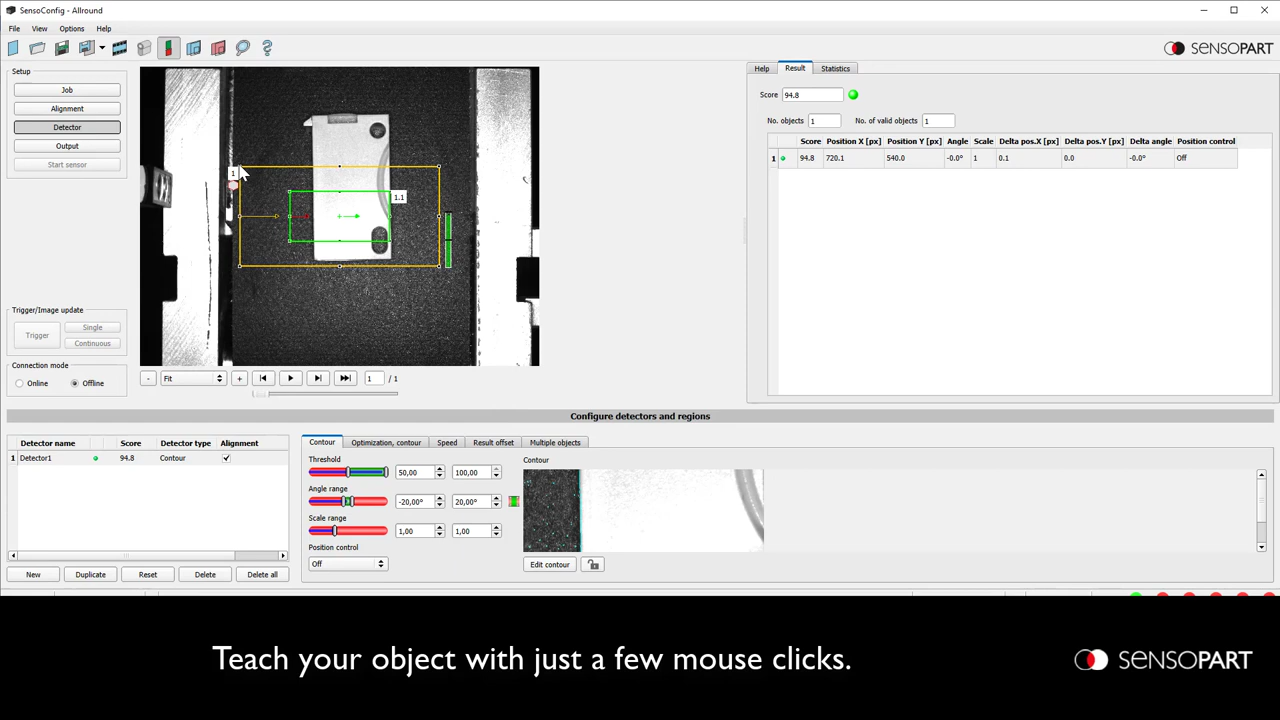 SensoConfig - Allround
File View Options Help
SENSOPART
Setup
Job
Alignment
Detector
Output
Start sensor
Trigger/Image update
Trigger
Single
Continuous
Connection mode
Online Offline
1
1.1
- Fit + 1 / 1
Help Result Statistics
Score 94.8
No. objects 1 No. of valid objects 1
Score Position X [px] Position Y [px] Angle Scale Delta pos.X [px] Delta pos.Y [px] Delta angle Position control
1 94.8 720.1 540.0 -0.0° 1 0.1 0.0 -0.0° Off
Configure detectors and regions
Detector name Score Detector type Alignment
1 Detector1 94.8 Contour
New Duplicate Reset Delete Delete all
Contour Optimization, contour Speed Result offset Multiple objects
Threshold
50,00 100,00
Angle range
-20,00° 20,00°
Scale range
1,00 1,00
Position control
Off
Contour
Edit contour
Teach your object with just a few mouse clicks.
SENSOPART